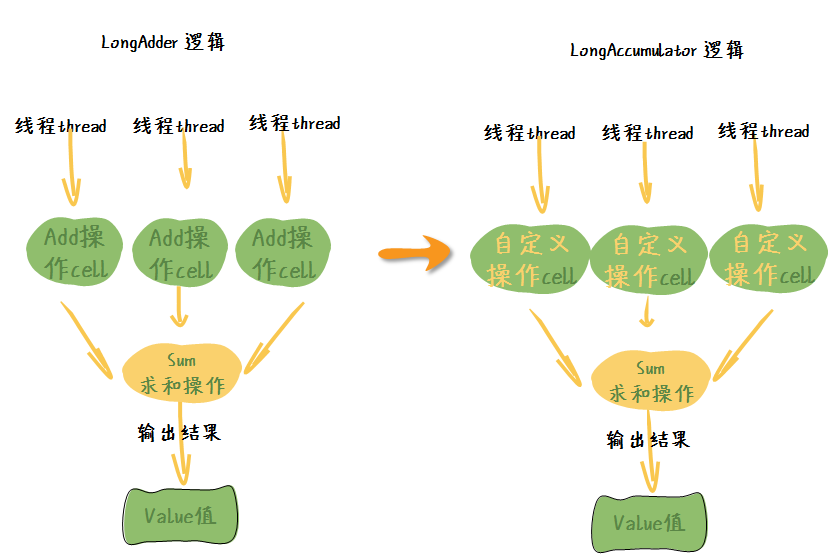 LongAdder 逻辑
线程thread
线程thread
线程thread
Add操
作cell
Add操
作cell
Add操
作cell
Sum
求和操作
输出结果
Value值
LongAccumulator 逻辑
线程thread
线程thread
线程thread
自定义
操作cell
自定义
操作cell
自定义
操作cell
Sum
求和操作
输出结果
Value值